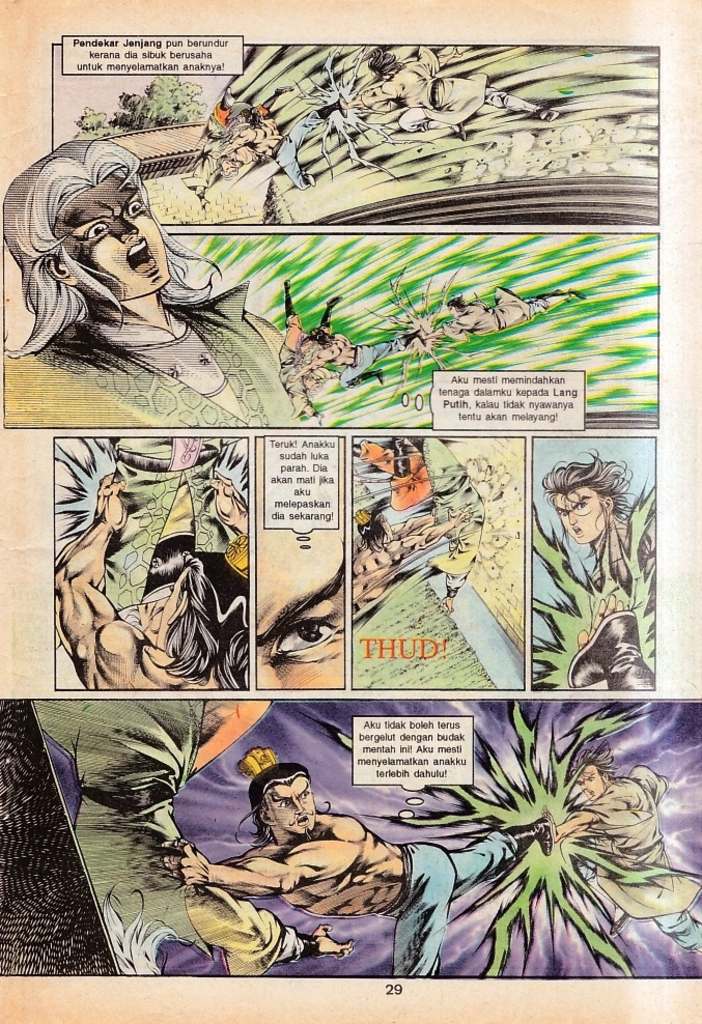 Pendekar Jenjang pun berundur
kerana dia sibuk berusaha
untuk menyelamatkan anaknya!
Aku mesti memindahkan
tenaga dalamku kepada Lang
Putih, kalau tidak nyawanya
tentu akan melayang!
Teruk! Anakku
sudah luka
parah. Dia
akan mati jika
aku
melepaskan
dia sekarang!
THUD!
Aku tidak boleh terus
bergelut dengan budak
mentah ini! Aku mesti
menyelamatkan anakku
terlebih dahulu!
29